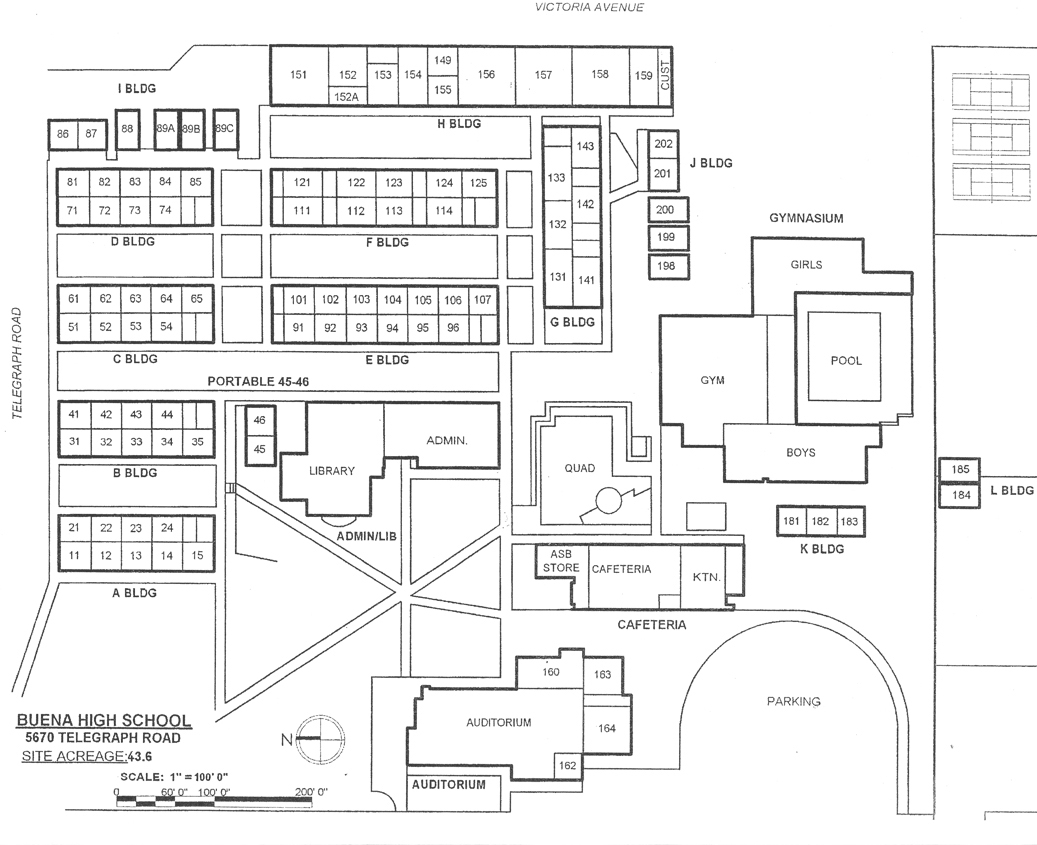 VICTORIA AVENUE
151 152 153 154 149 156 157 158 159 CUST
152A 155
I BLDG
H BLDG
86 87 88 89A 89B 89C
143 202 J BLDG
133 201
142 200
132 199
131 141 198
G BLDG
81 82 83 84 85
71 72 73 74
D BLDG
121 122 123 124 125
111 112 113 114
F BLDG
GYMNASIUM
GIRLS
POOL
GYM
BOYS
61 62 63 64 65
51 52 53 54
C BLDG
101 102 103 104 105 106 107
91 92 93 94 95 96
E BLDG
TELEGRAPH ROAD
PORTABLE 45-46
41 42 43 44
31 32 33 34 35
B BLDG
46
45
LIBRARY
ADMIN.
ADMIN/LIB
QUAD
185
184
L BLDG
181 182 183
K BLDG
21 22 23 24
11 12 13 14 15
A BLDG
ASB
STORE
CAFETERIA
KTN.
CAFETERIA
160 163
AUDITORIUM
164
162
AUDITORIUM
PARKING
BUENA HIGH SCHOOL
5670 TELEGRAPH ROAD
SITE ACREAGE:43.6
N
SCALE: 1" = 100' 0"
0 60' 0" 100' 0" 200' 0"